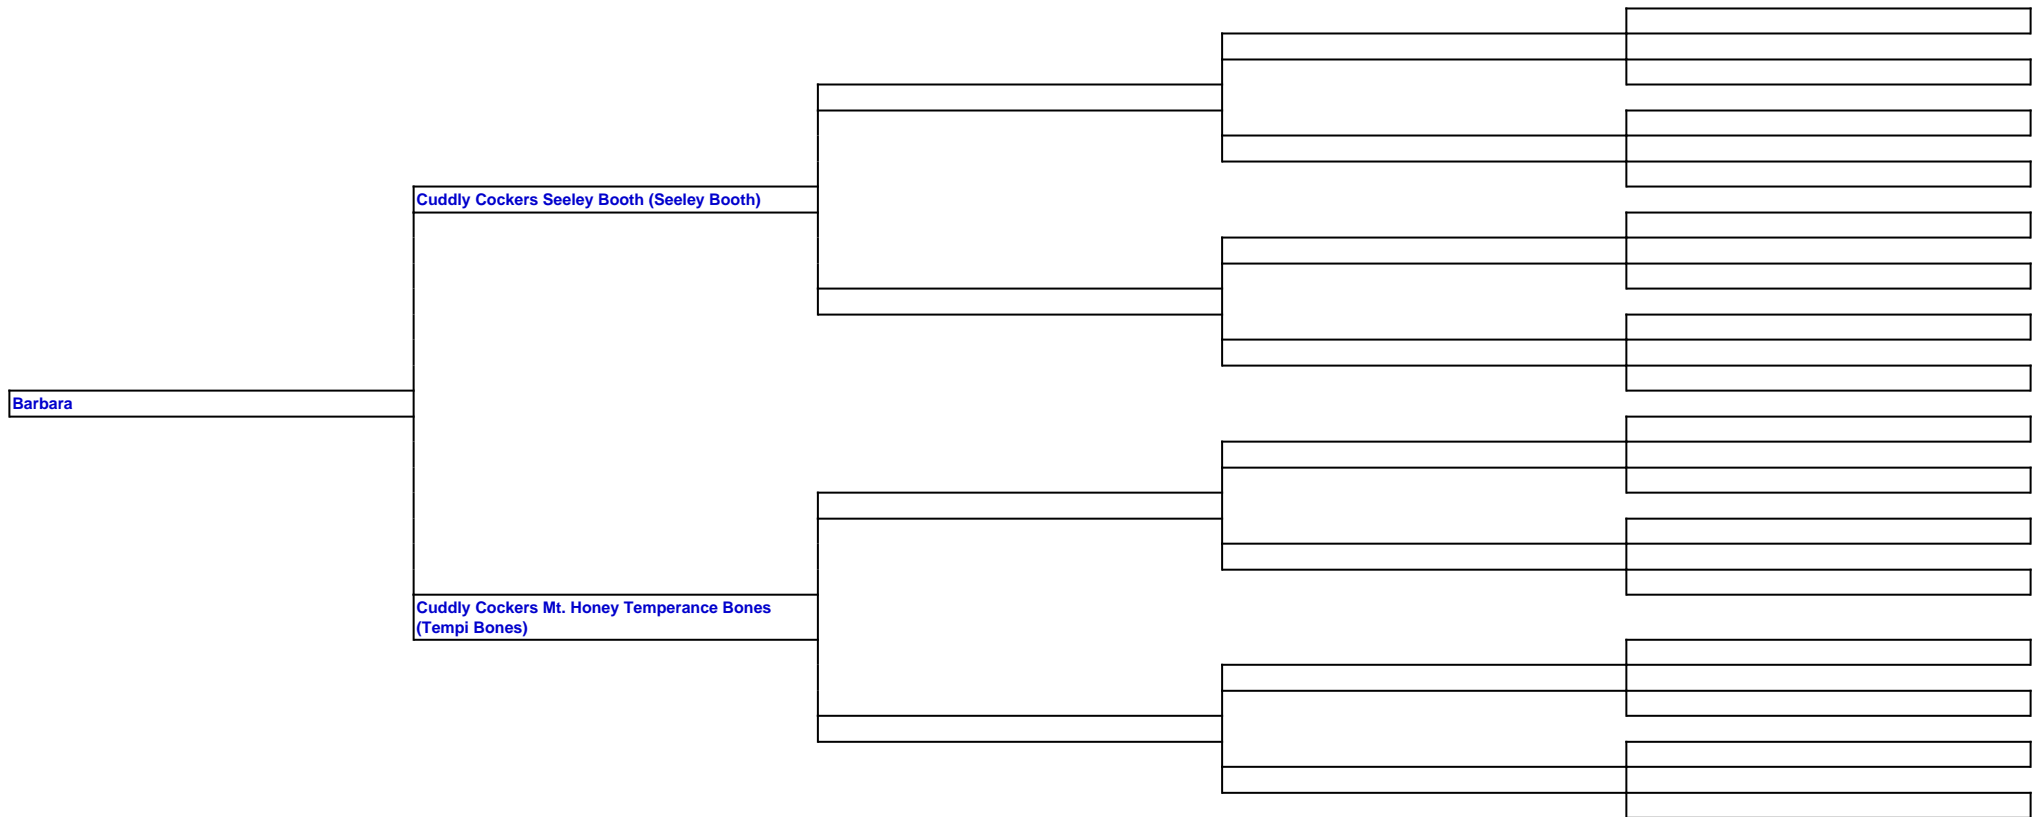 Cuddly Cockers Seeley Booth (Seeley Booth)
Barbara
Cuddly Cockers Mt. Honey Temperance Bones
(Tempi Bones)